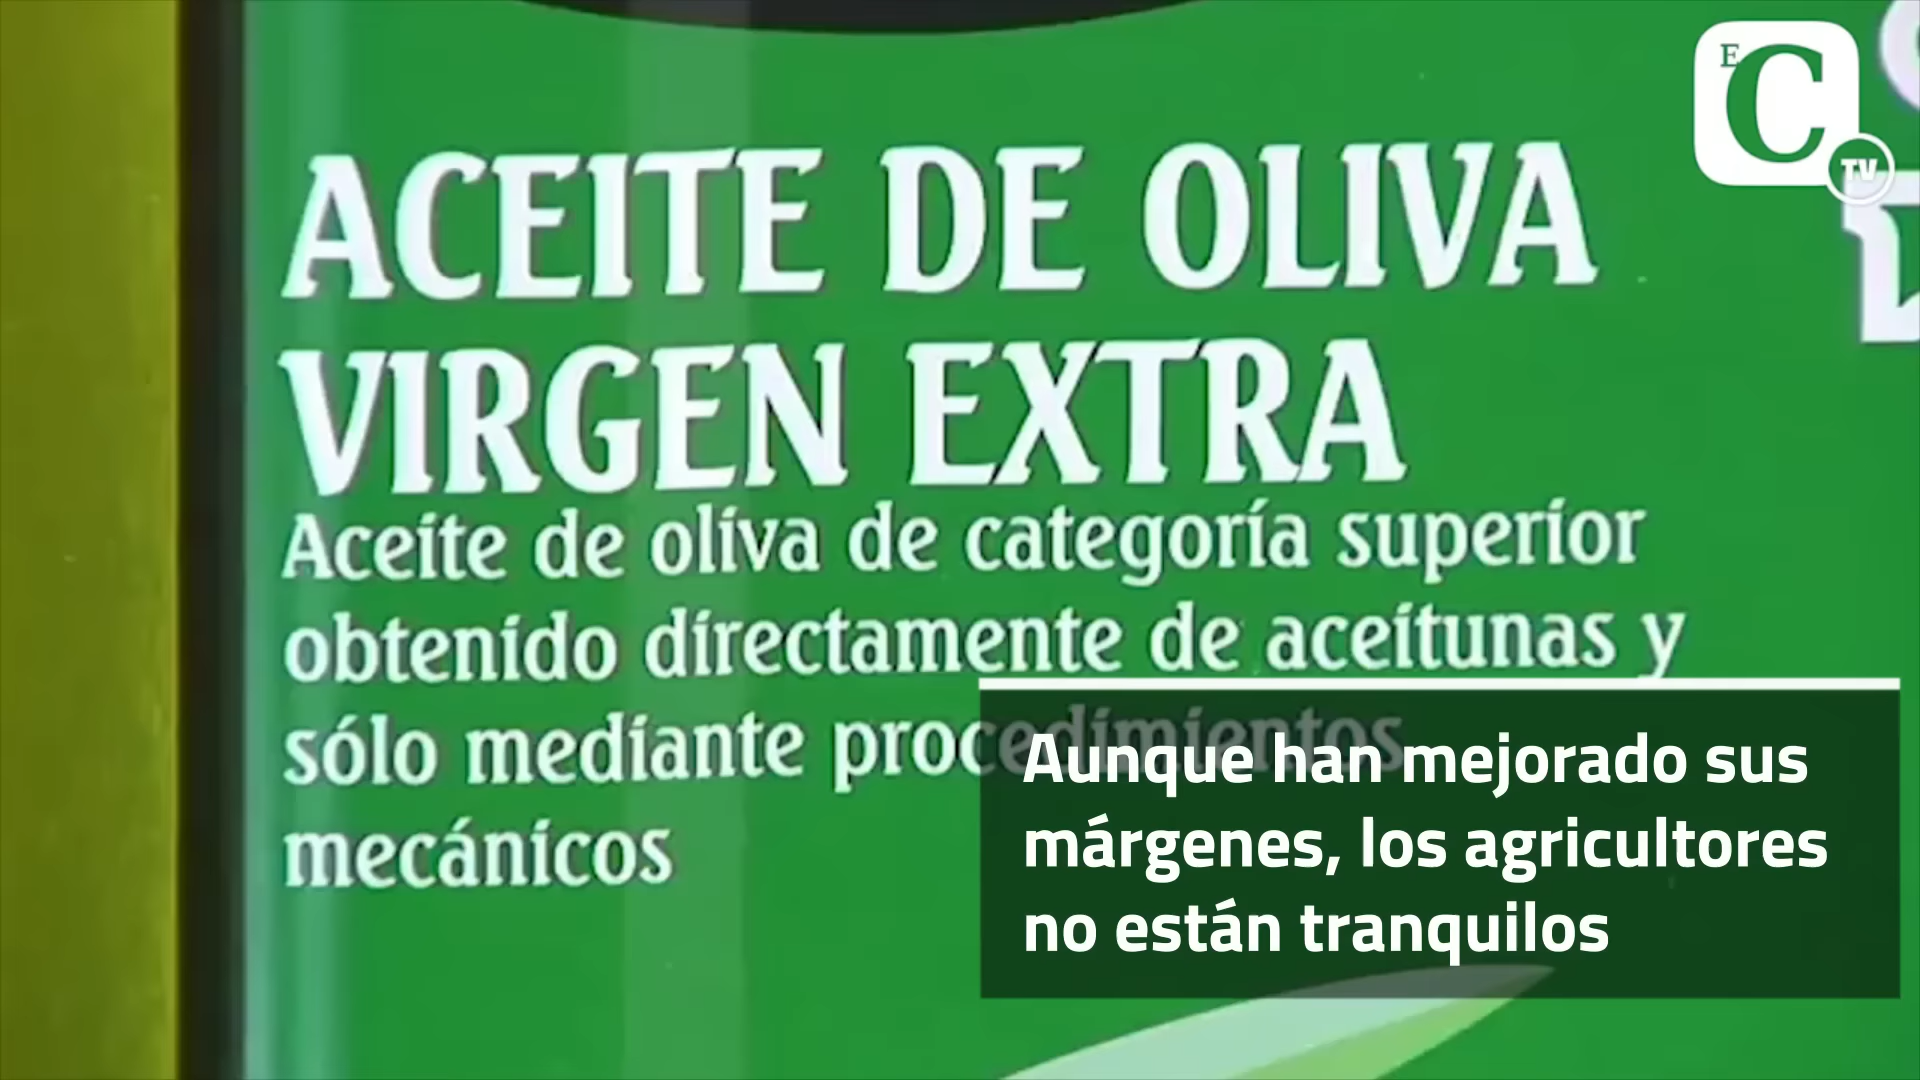 ACEITE DE OLIVA
VIRGEN EXTRA
Aceite de oliva de categoría superior
obtenido directamente de aceitunas y
sólo mediante procedimientos
mecánicos
Aunque han mejorado sus
márgenes, los agricultores
no están tranquilos
E C
TV